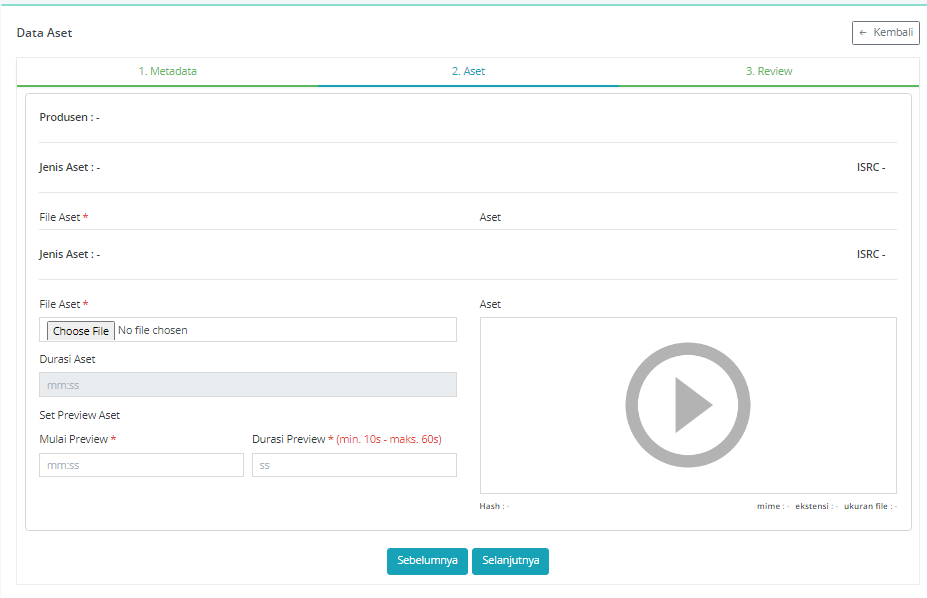 Data Aset
← Kembali
1. Metadata
2. Aset
3. Review
Produsen : -
Jenis Aset : -
ISRC -
File Aset *
Aset
Jenis Aset : -
ISRC -
File Aset *
Aset
Choose File No file chosen
Durasi Aset
mm:ss
Set Preview Aset
Mulai Preview *
Durasi Preview * (min. 10s - maks. 60s)
mm:ss
ss
Hash : -
mime : - ekstensi : - ukuran file : -
Sebelumnya
Selanjutnya